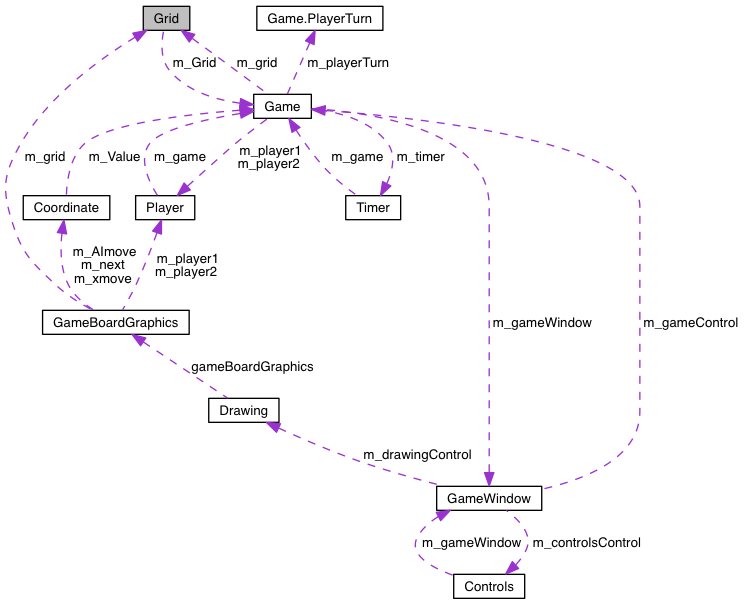 Grid
Game.PlayerTurn
m_Grid
m_grid
m_playerTurn
Game
m_grid
m_Value
m_game
m_player1
m_player2
m_game
m_timer
Coordinate
Player
Timer
m_AImove
m_next
m_xmove
m_player1
m_player2
GameBoardGraphics
m_gameWindow
m_gameControl
gameBoardGraphics
Drawing
m_drawingControl
GameWindow
m_gameWindow
m_controlsControl
Controls